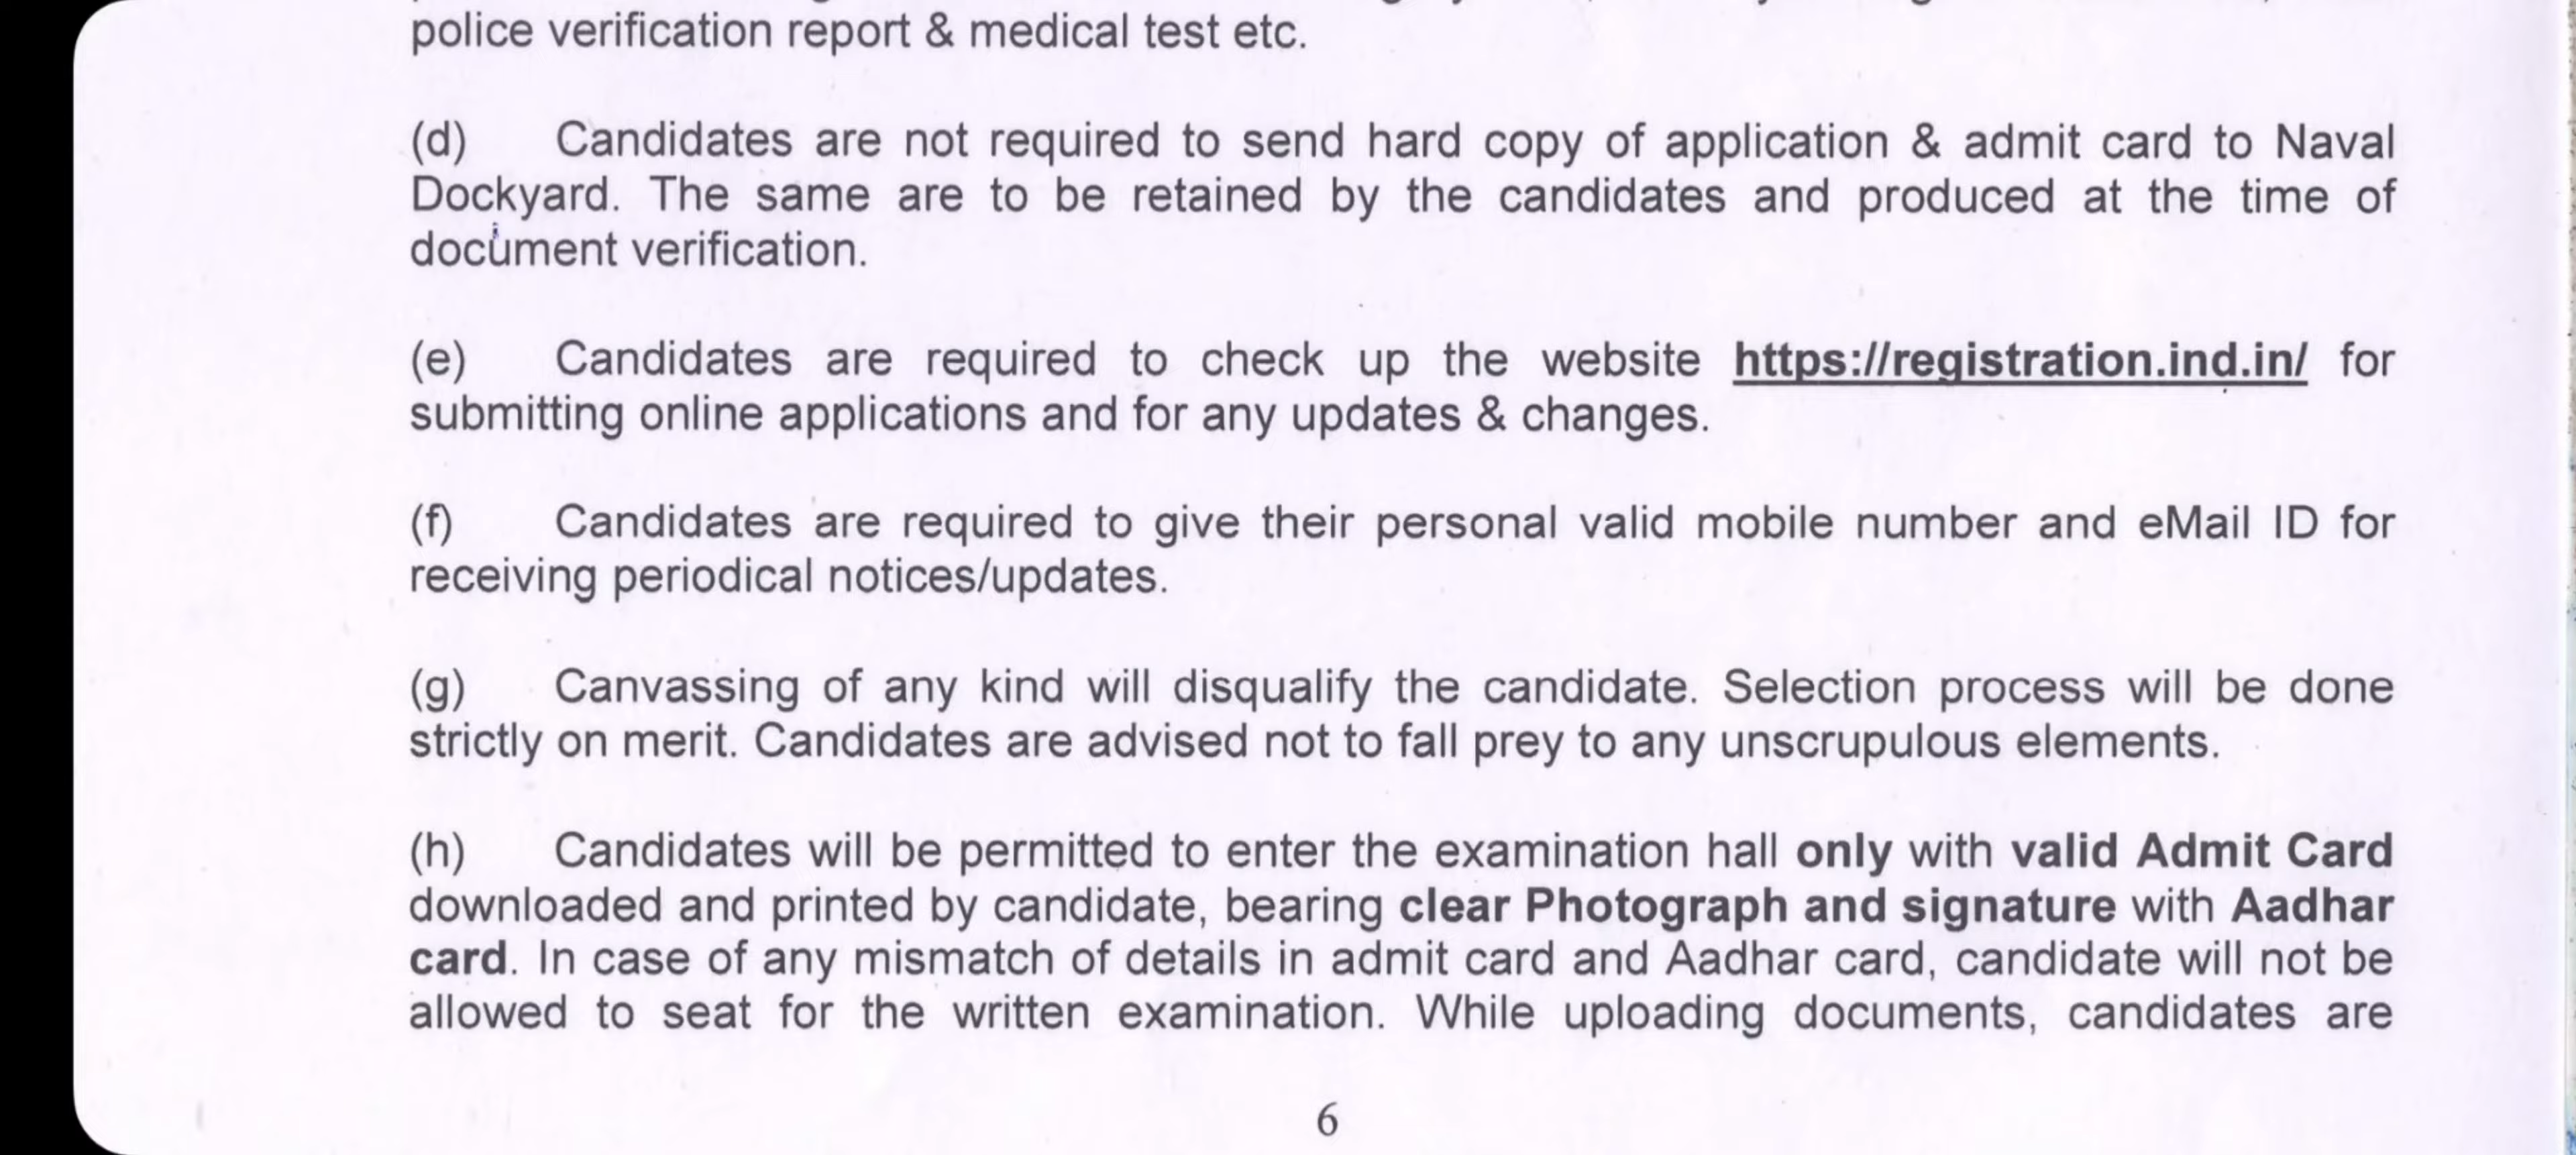 police verification report & medical test etc.
(d) Candidates are not required to send hard copy of application & admit card to Naval
Dockyard. The same are to be retained by the candidates and produced at the time of
document verification.
(e) Candidates are required to check up the website https://registration.ind.in/ for
submitting online applications and for any updates & changes.
(f) Candidates are required to give their personal valid mobile number and eMail ID for
receiving periodical notices/updates.
(g) Canvassing of any kind will disqualify the candidate. Selection process will be done
strictly on merit. Candidates are advised not to fall prey to any unscrupulous elements.
(h) Candidates will be permitted to enter the examination hall only with valid Admit Card
downloaded and printed by candidate, bearing clear Photograph and signature with Aadhar
card. In case of any mismatch of details in admit card and Aadhar card, candidate will not be
allowed to seat for the written examination. While uploading documents, candidates are
6